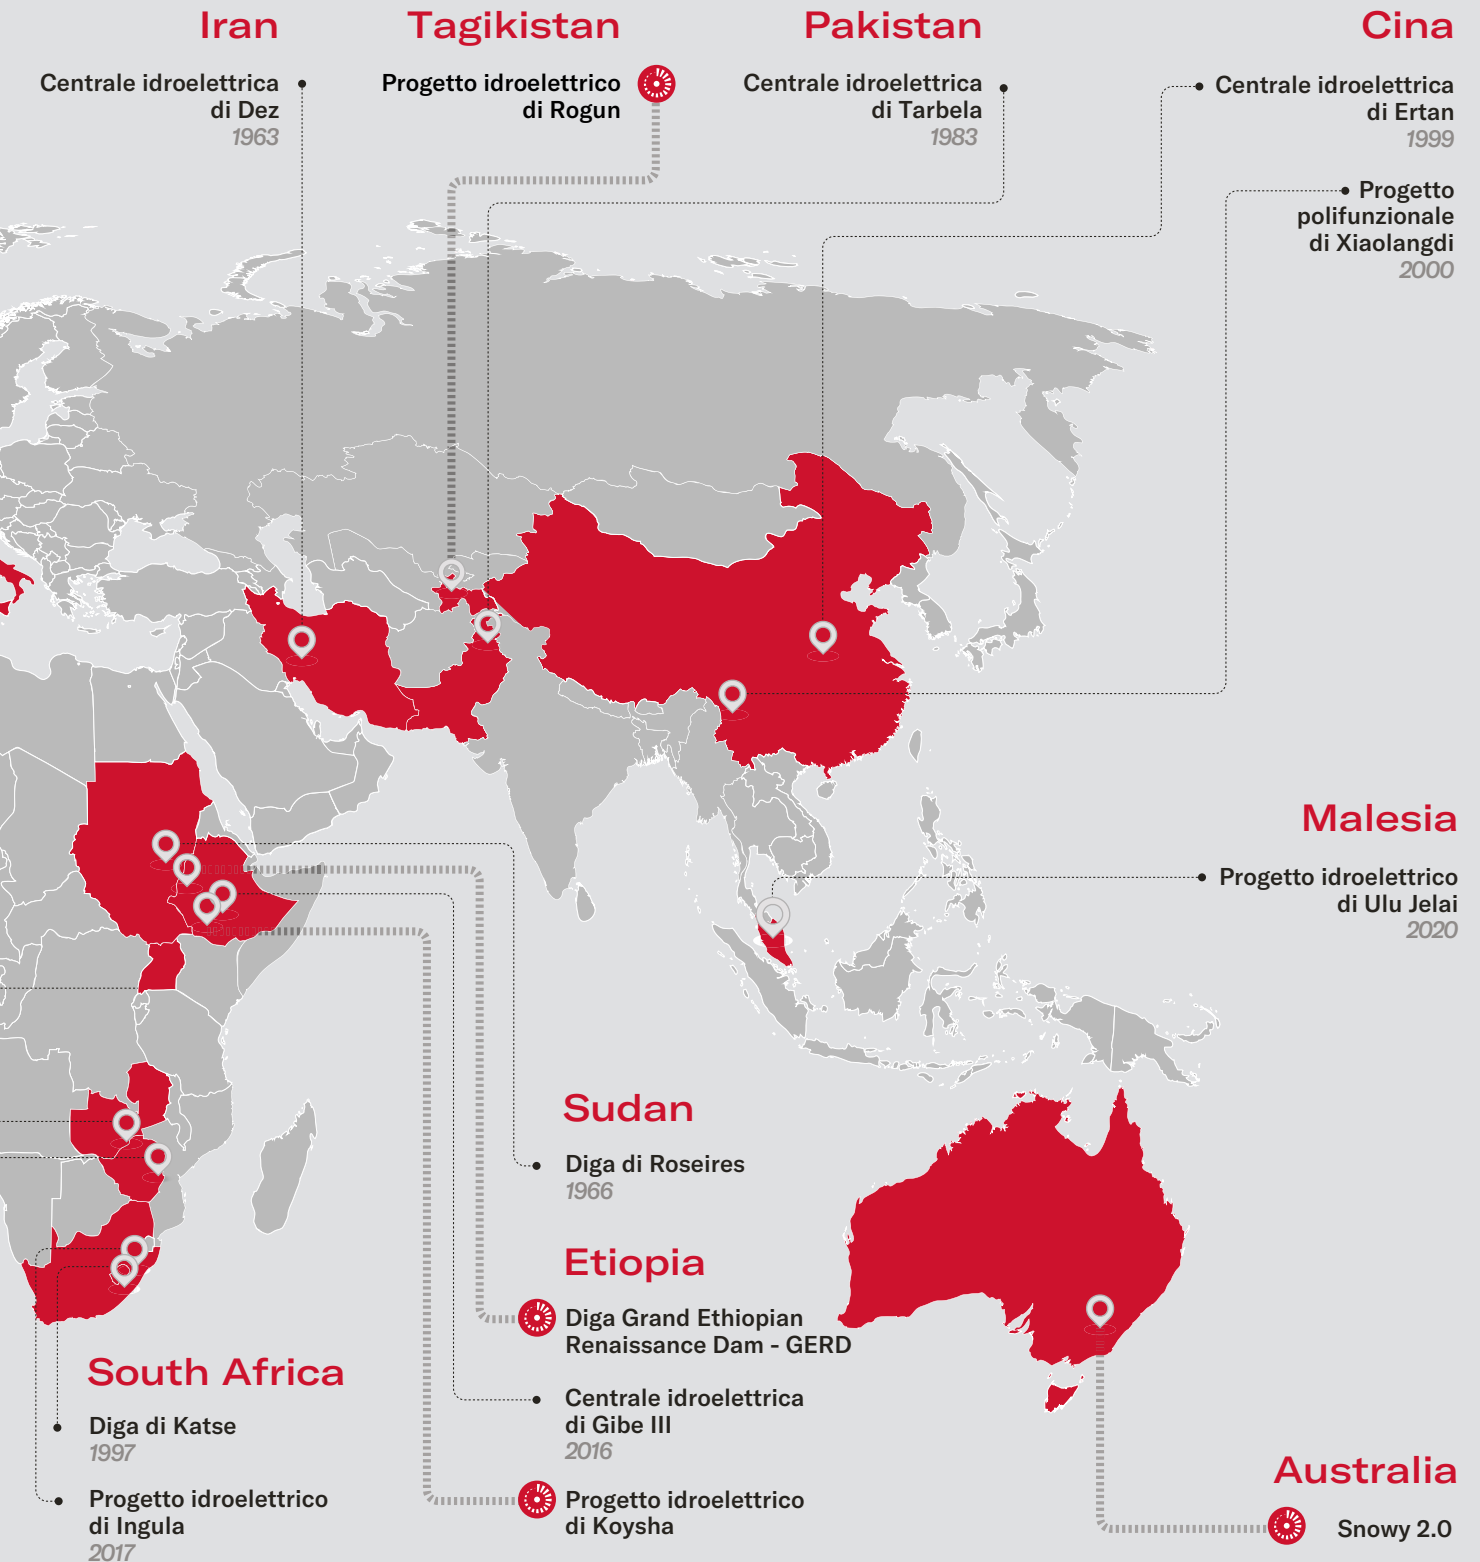 Iran
Centrale idroelettrica
di Dez
1963
Tagikistan
Progetto idroelettrico
di Rogun
Pakistan
Centrale idroelettrica
di Tarbela
1983
Cina
Centrale idroelettrica
di Ertan
1999
Progetto
polifunzionale
di Xiaolangdi
2000
Malesia
Progetto idroelettrico
di Ulu Jelai
2020
Sudan
Diga di Roseires
1966
Etiopia
Diga Grand Ethiopian
Renaissance Dam - GERD
Centrale idroelettrica
di Gibe III
2016
Progetto idroelettrico
di Koysha
South Africa
Diga di Katse
1997
Progetto idroelettrico
di Ingula
2017
Australia
Snowy 2.0